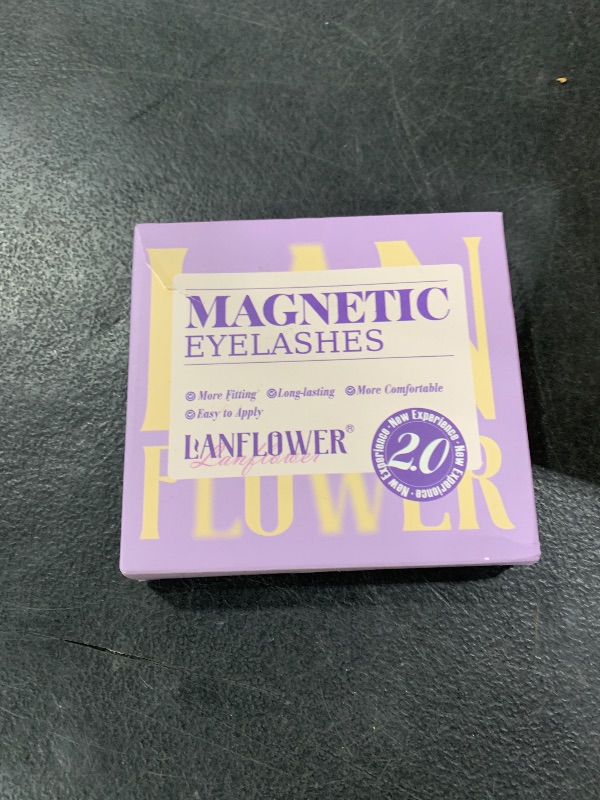 LAN
FLOWER
MAGNETIC
EYELASHES
More Fitting Long-lasting More Comfortable
Easy to Apply
LANFLOWER®
Lanflower
New Experience · New Experience · New Experience ·
2.0